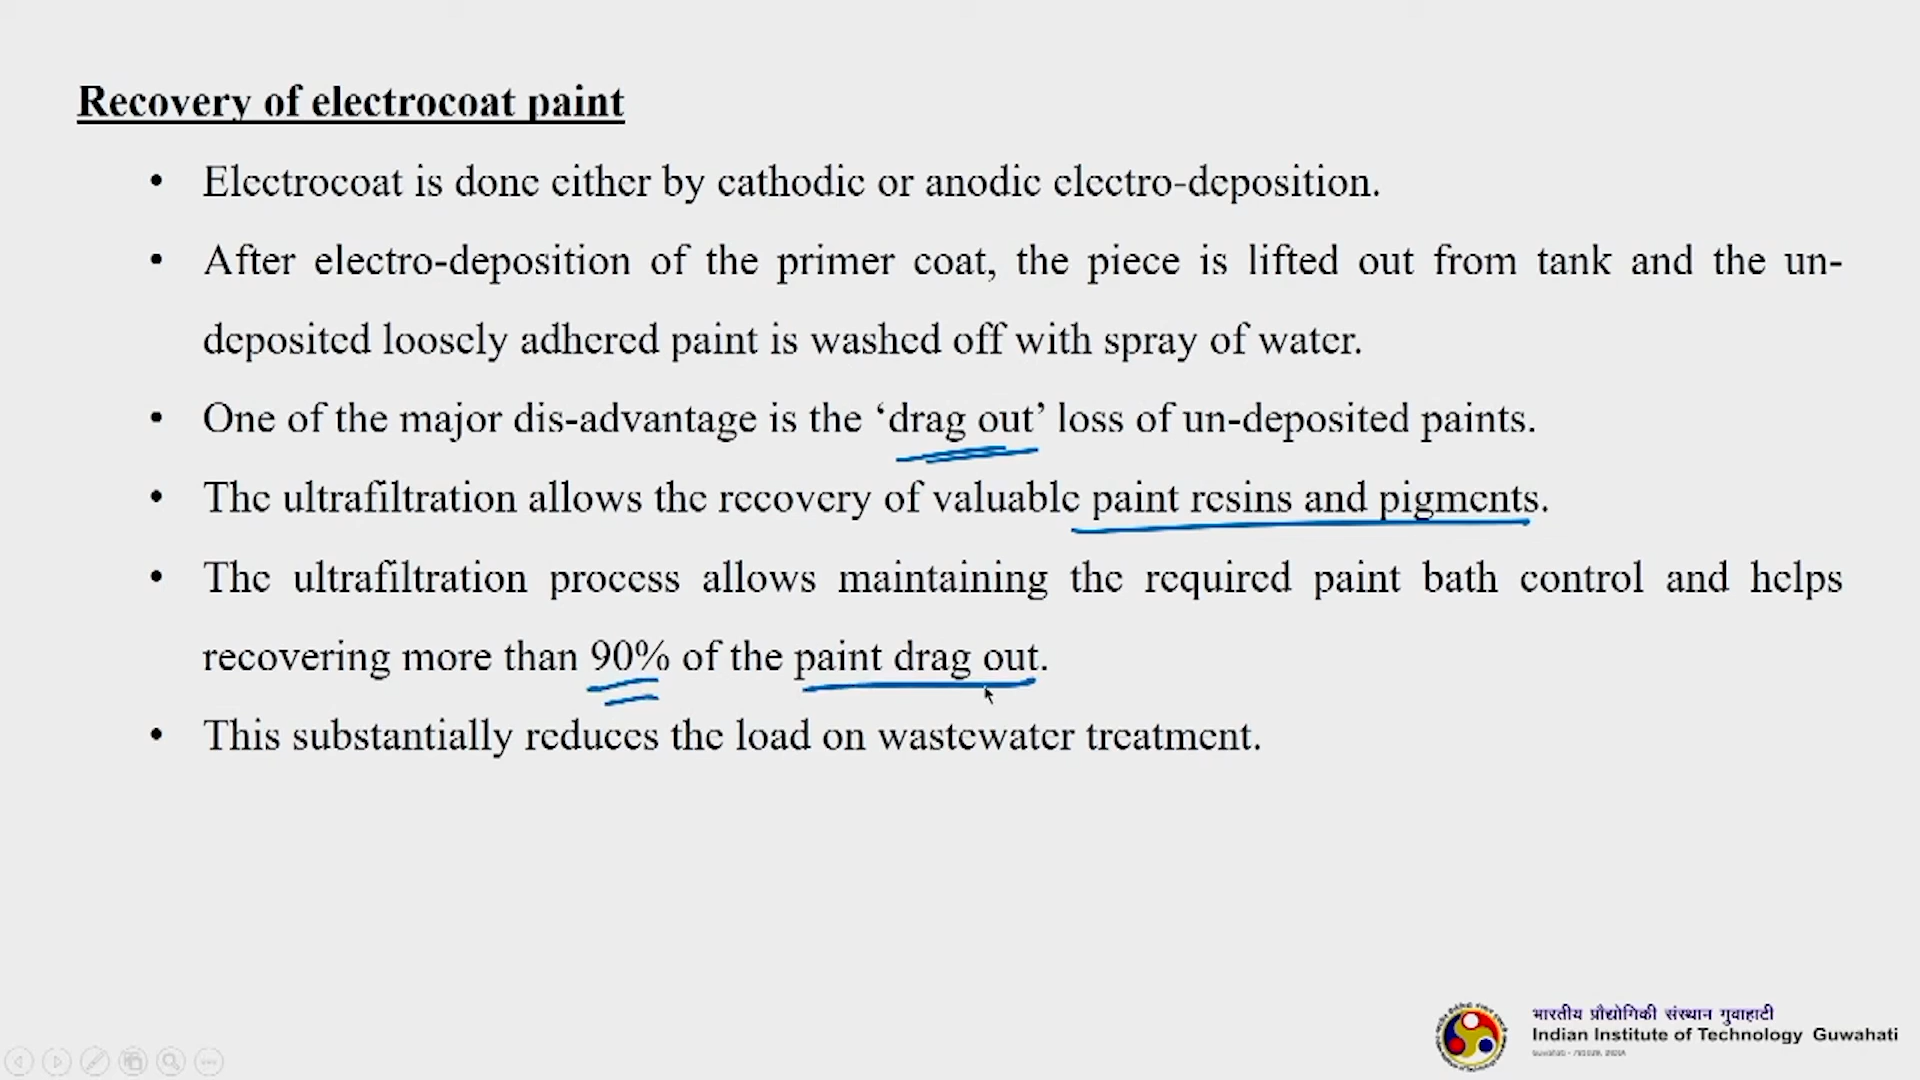 Recovery of electrocoat paint
• Electrocoat is done either by cathodic or anodic electro-deposition.
• After electro-deposition of the primer coat, the piece is lifted out from tank and the un-
deposited loosely adhered paint is washed off with spray of water.
• One of the major dis-advantage is the ‘drag out’ loss of un-deposited paints.
• The ultrafiltration allows the recovery of valuable paint resins and pigments.
• The ultrafiltration process allows maintaining the required paint bath control and helps
recovering more than 90% of the paint drag out.
• This substantially reduces the load on wastewater treatment.
भारतीय प्रौद्योगिकी संस्थान गुवाहाटी
Indian Institute of Technology Guwahati